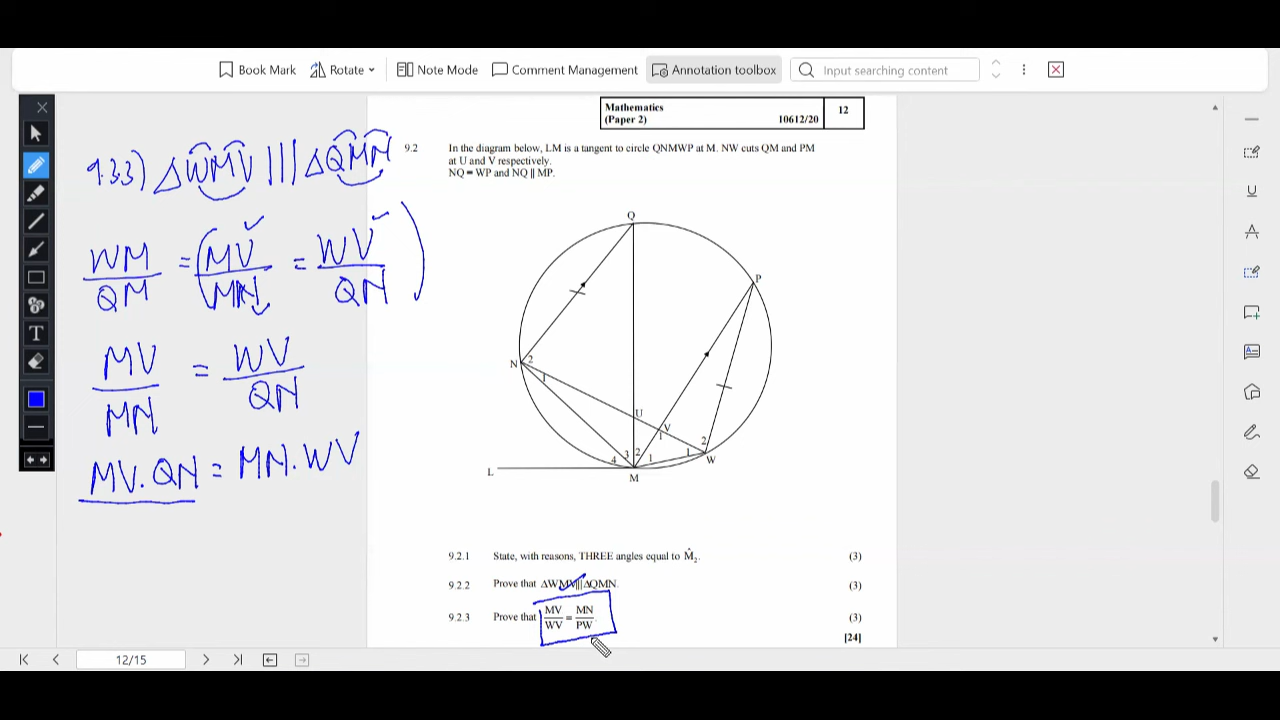 Book Mark Rotate Note Mode Comment Management Annotation toolbox Input searching content
Mathematics
(Paper 2) 10612/20 12
9.2 In the diagram below, LM is a tangent to circle QNMWP at M. NW cuts QM and PM
at U and V respectively.
NQ = WP and NQ || MP.
9.3.3) △WMV ||| △QMN
WM/QM = (MV/MN = WV/QN)
MV/MN = WV/QN
MV.QN = MN.WV
Q
P
N 2
1
U
V
1
2
3 2
4 1
1 W
L
M
9.2.1 State, with reasons, THREE angles equal to M̂₂. (3)
9.2.2 Prove that ΔWMV|||ΔQMN. (3)
9.2.3 Prove that MV/WV = MN/PW. (3)
[24]
T
12/15